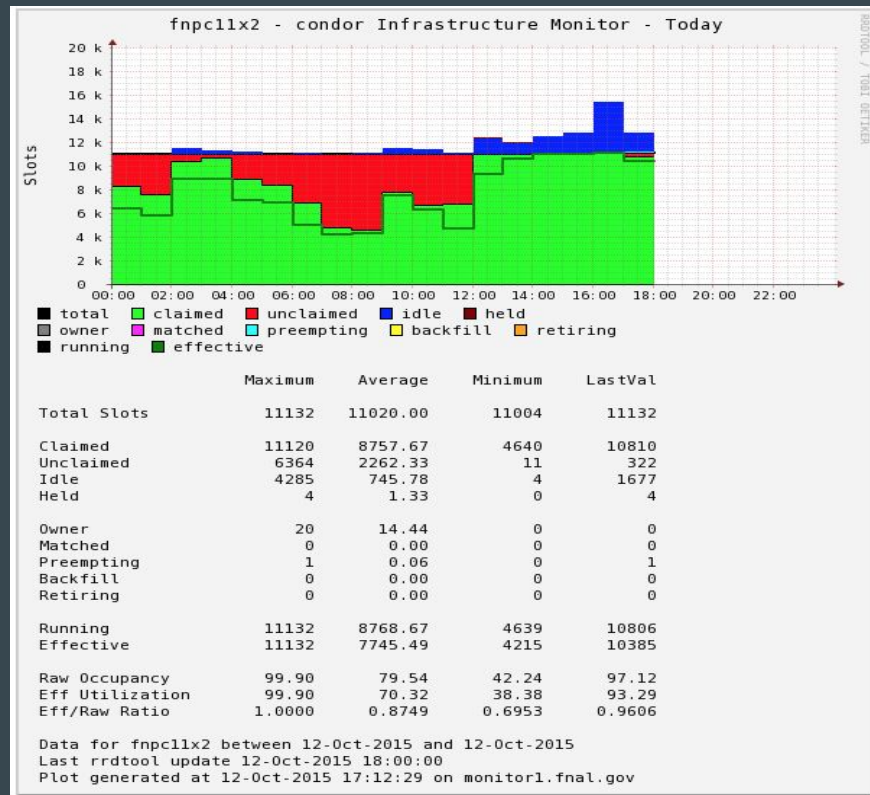 fnpc11x2 - condor Infrastructure Monitor - Today
RRDTOOL / TOBI OETIKER
Slots
20 k
18 k
16 k
14 k
12 k
10 k
8 k
6 k
4 k
2 k
0
00:00 02:00 04:00 06:00 08:00 10:00 12:00 14:00 16:00 18:00 20:00 22:00
total claimed unclaimed idle held
owner matched preempting backfill retiring
running effective
Maximum Average Minimum LastVal
Total Slots 11132 11020.00 11004 11132
Claimed 11120 8757.67 4640 10810
Unclaimed 6364 2262.33 11 322
Idle 4285 745.78 4 1677
Held 4 1.33 0 4
Owner 20 14.44 0 0
Matched 0 0.00 0 0
Preempting 1 0.06 0 1
Backfill 0 0.00 0 0
Retiring 0 0.00 0 0
Running 11132 8768.67 4639 10806
Effective 11132 7745.49 4215 10385
Raw Occupancy 99.90 79.54 42.24 97.12
Eff Utilization 99.90 70.32 38.38 93.29
Eff/Raw Ratio 1.0000 0.8749 0.6953 0.9606
Data for fnpc11x2 between 12-Oct-2015 and 12-Oct-2015
Last rrdtool update 12-Oct-2015 18:00:00
Plot generated at 12-Oct-2015 17:12:29 on monitor1.fnal.gov